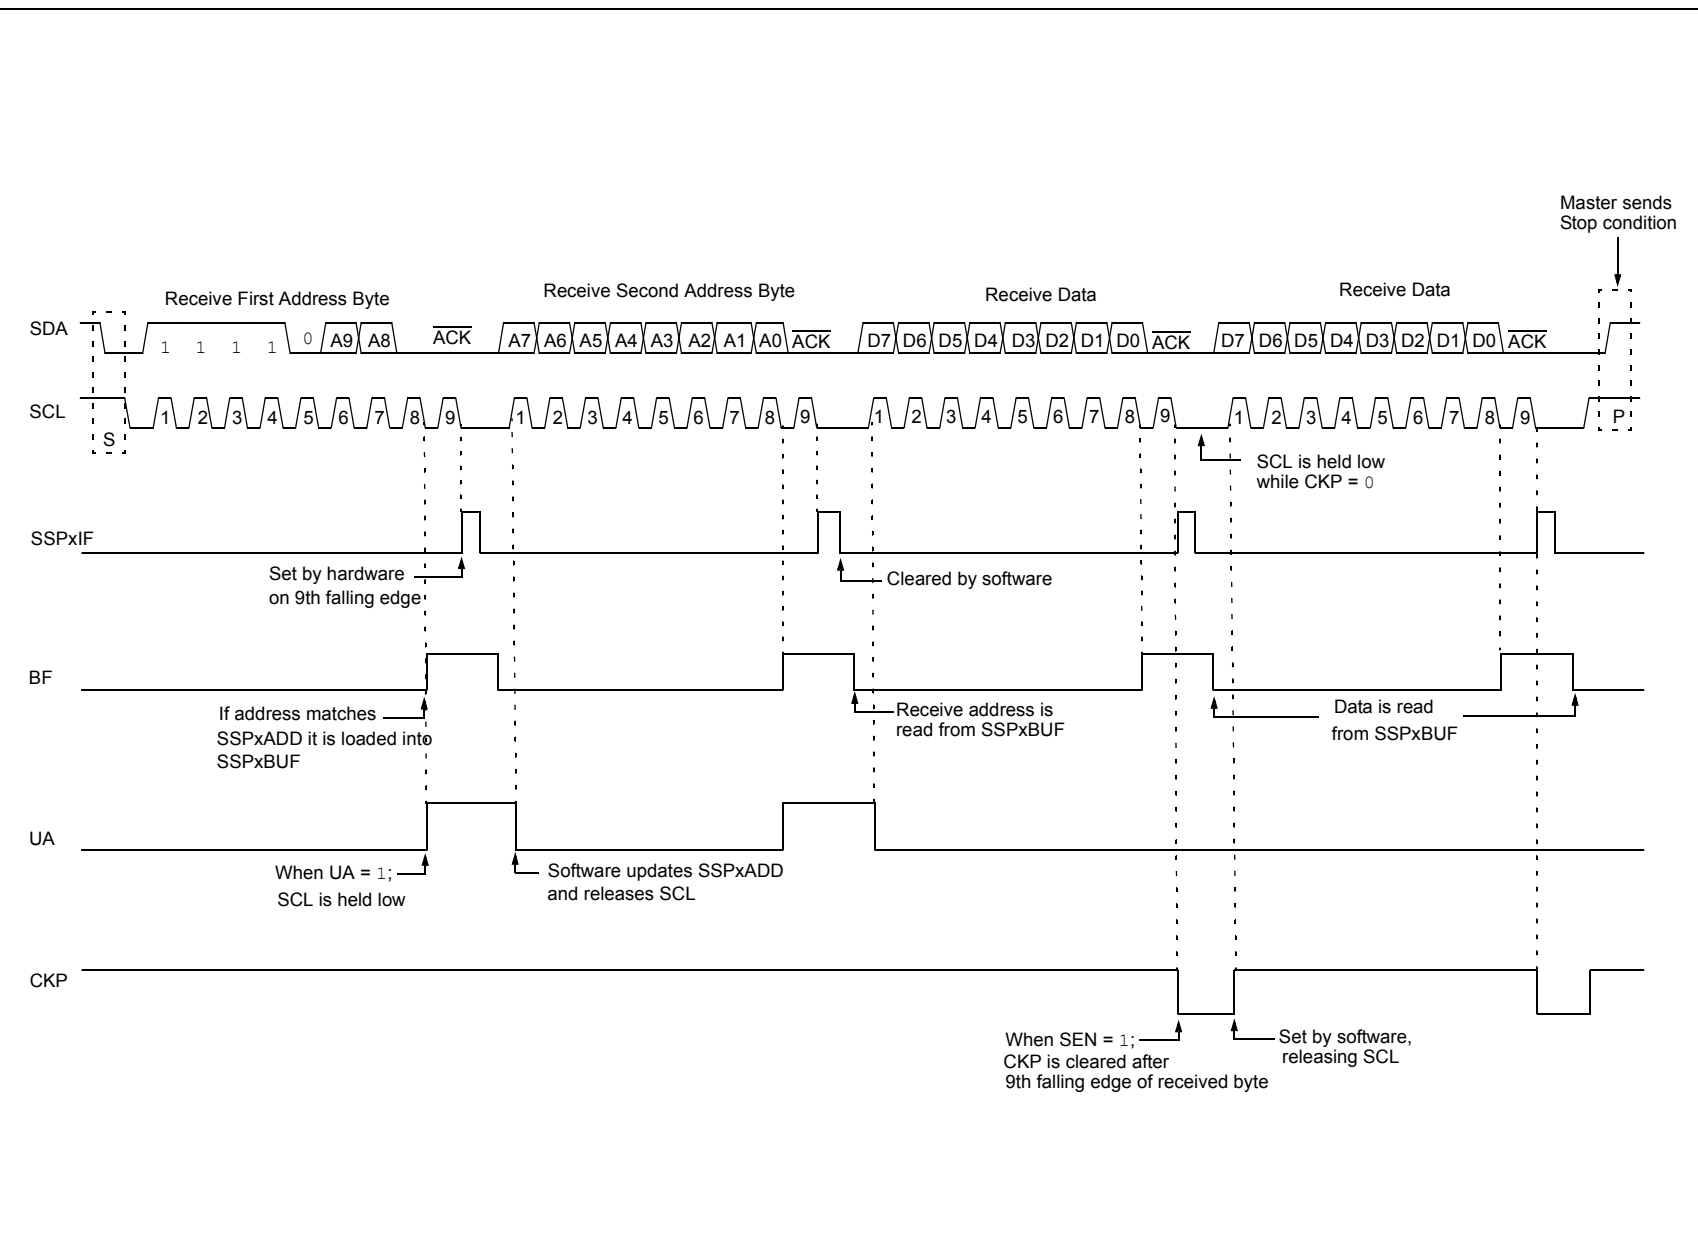 Master sends
Stop condition
Receive First Address Byte
Receive Second Address Byte
Receive Data
Receive Data
SDA
1 1 1 1 0 A9 A8 ACK A7 A6 A5 A4 A3 A2 A1 A0 ACK D7 D6 D5 D4 D3 D2 D1 D0 ACK D7 D6 D5 D4 D3 D2 D1 D0 ACK
SCL
S
1 2 3 4 5 6 7 8 9 1 2 3 4 5 6 7 8 9 1 2 3 4 5 6 7 8 9 1 2 3 4 5 6 7 8 9
P
SCL is held low
while CKP = 0
SSPxIF
Set by hardware
on 9th falling edge
Cleared by software
BF
If address matches
SSPxADD it is loaded into
SSPxBUF
Receive address is
read from SSPxBUF
Data is read
from SSPxBUF
UA
When UA = 1;
SCL is held low
Software updates SSPxADD
and releases SCL
CKP
When SEN = 1;
CKP is cleared after
9th falling edge of received byte
Set by software,
releasing SCL